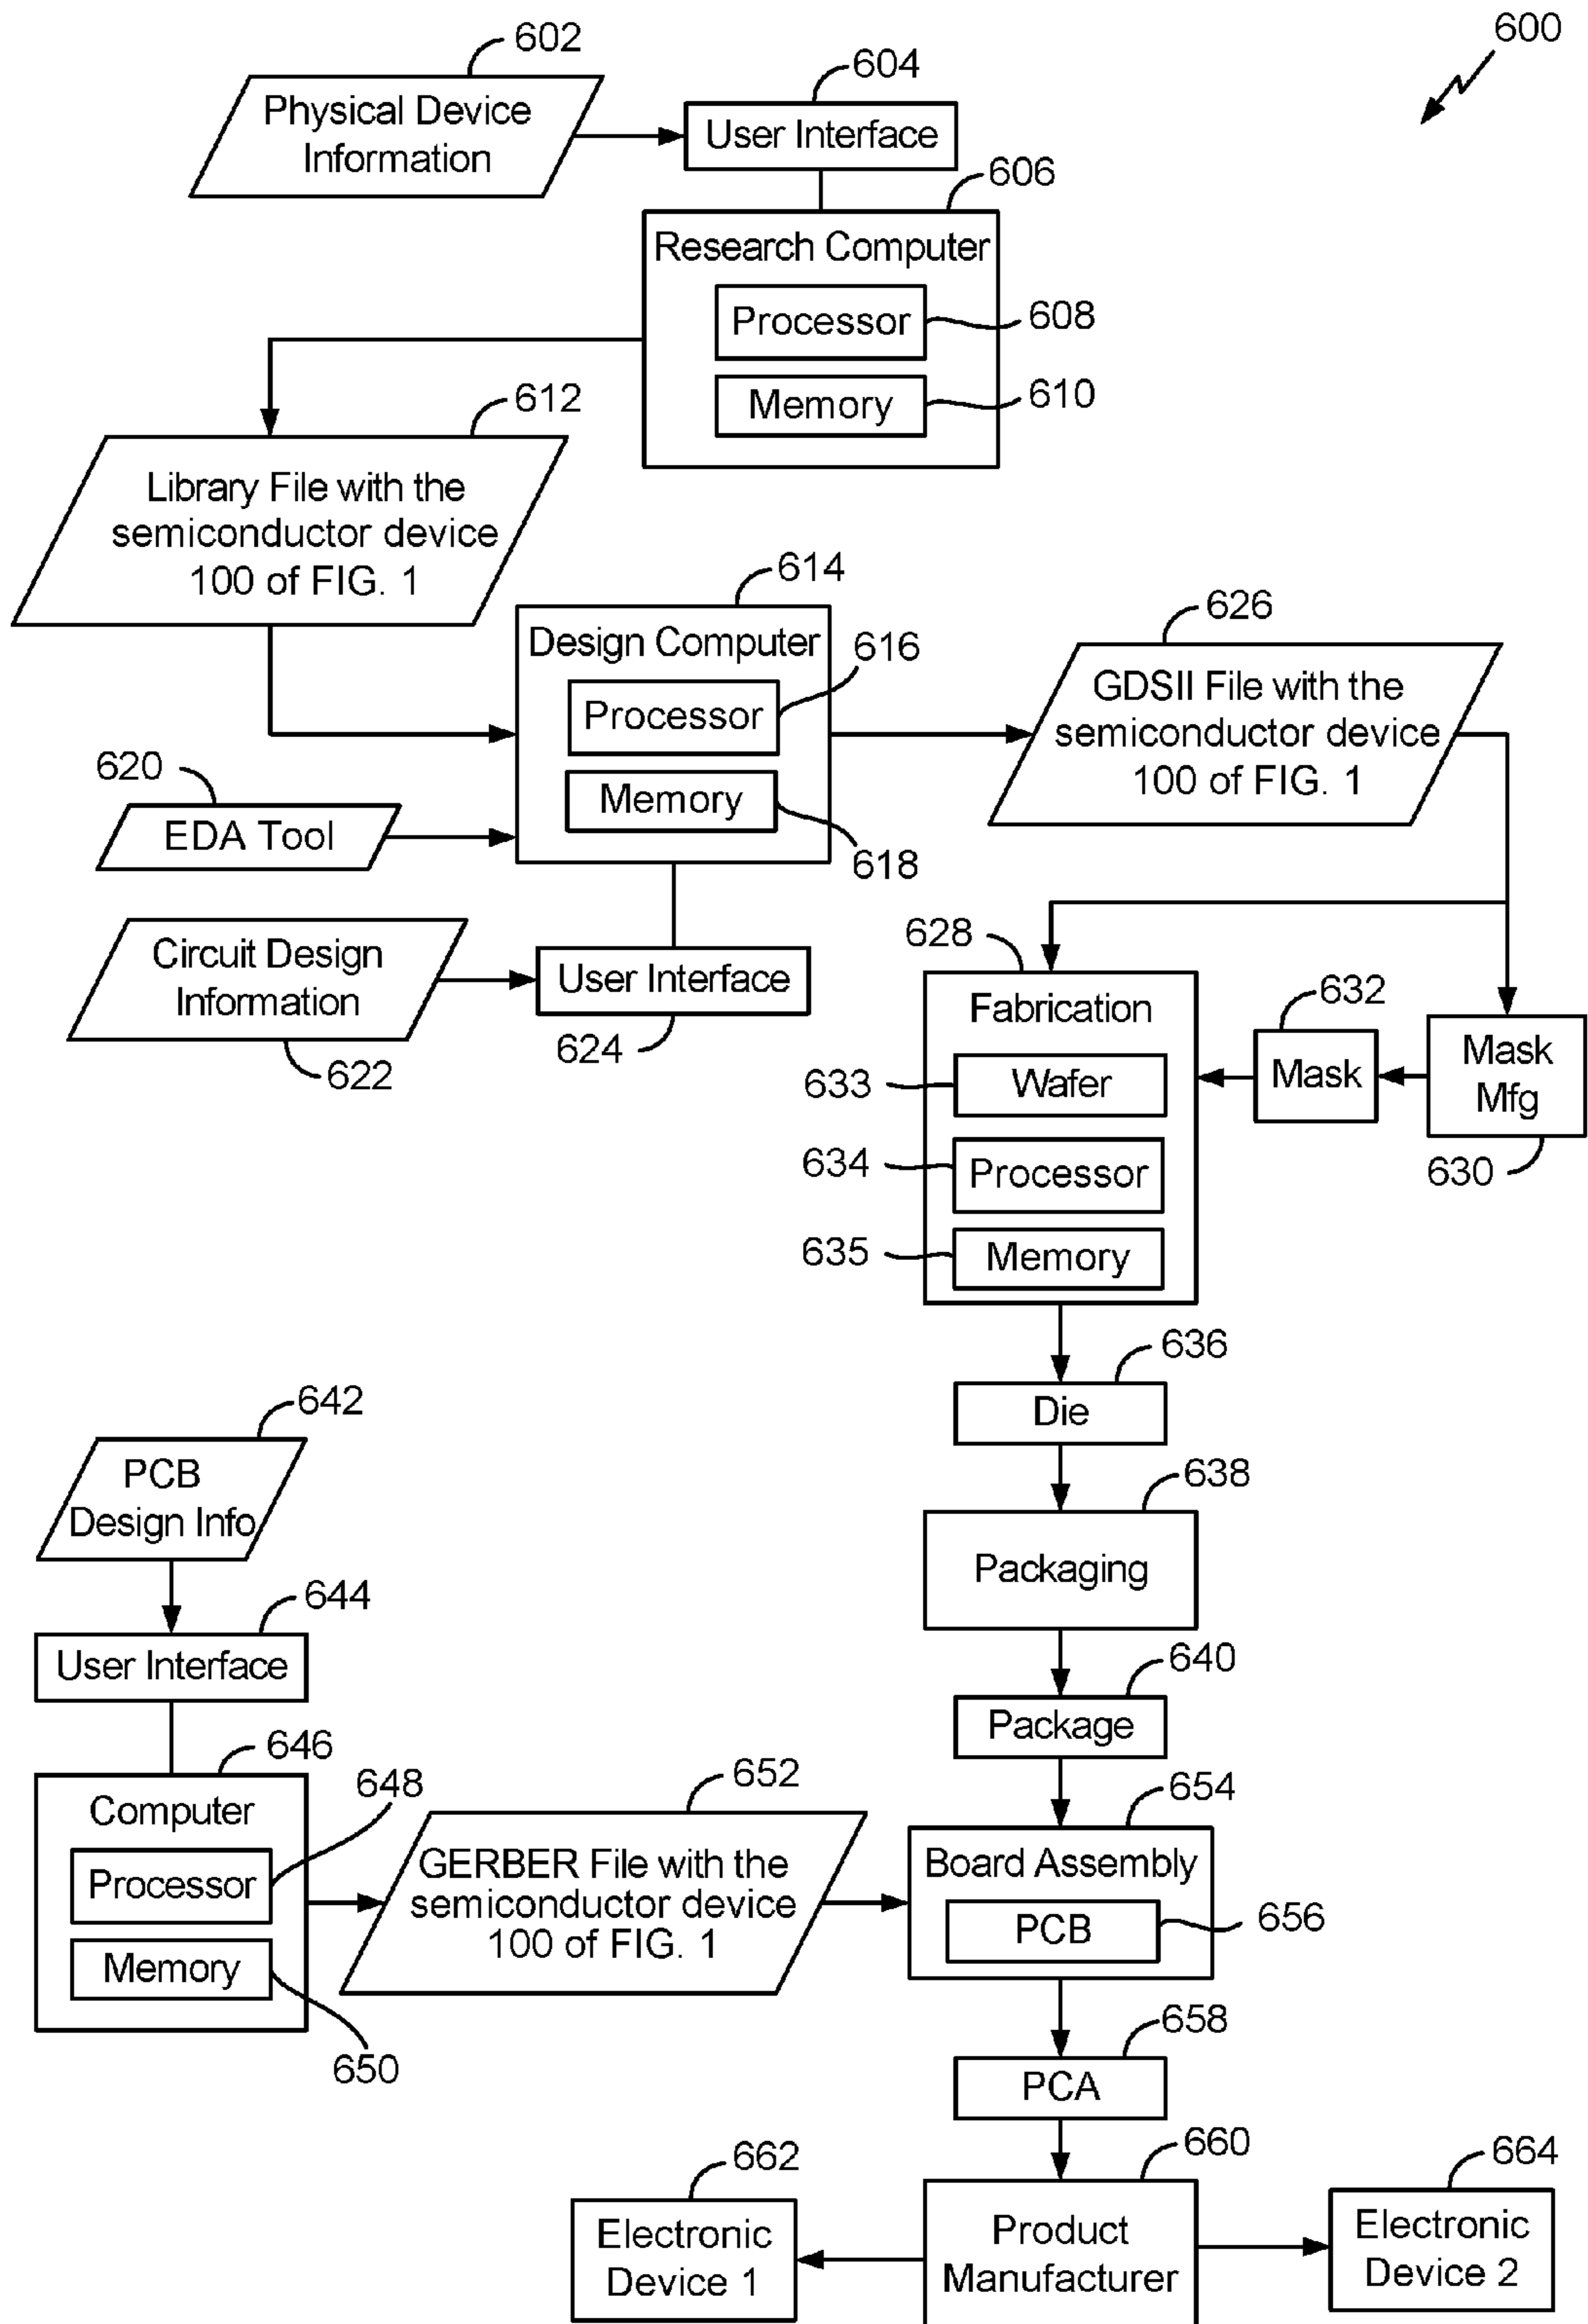 600
602
Physical Device
Information
604
User Interface
606
Research Computer
Processor
608
Memory
610
612
Library File with the
semiconductor device
100 of FIG. 1
614
Design Computer
616
Processor
Memory
618
620
EDA Tool
Circuit Design
Information
622
User Interface
624
626
GDSII File with the
semiconductor device
100 of FIG. 1
628
Fabrication
633
Wafer
634
Processor
635
Memory
632
Mask
Mask
Mfg
630
636
Die
638
Packaging
640
Package
642
PCB
Design Info
644
User Interface
646
Computer
648
Processor
Memory
650
652
GERBER File with the
semiconductor device
100 of FIG. 1
654
Board Assembly
PCB
656
658
PCA
660
Product
Manufacturer
662
Electronic
Device 1
664
Electronic
Device 2